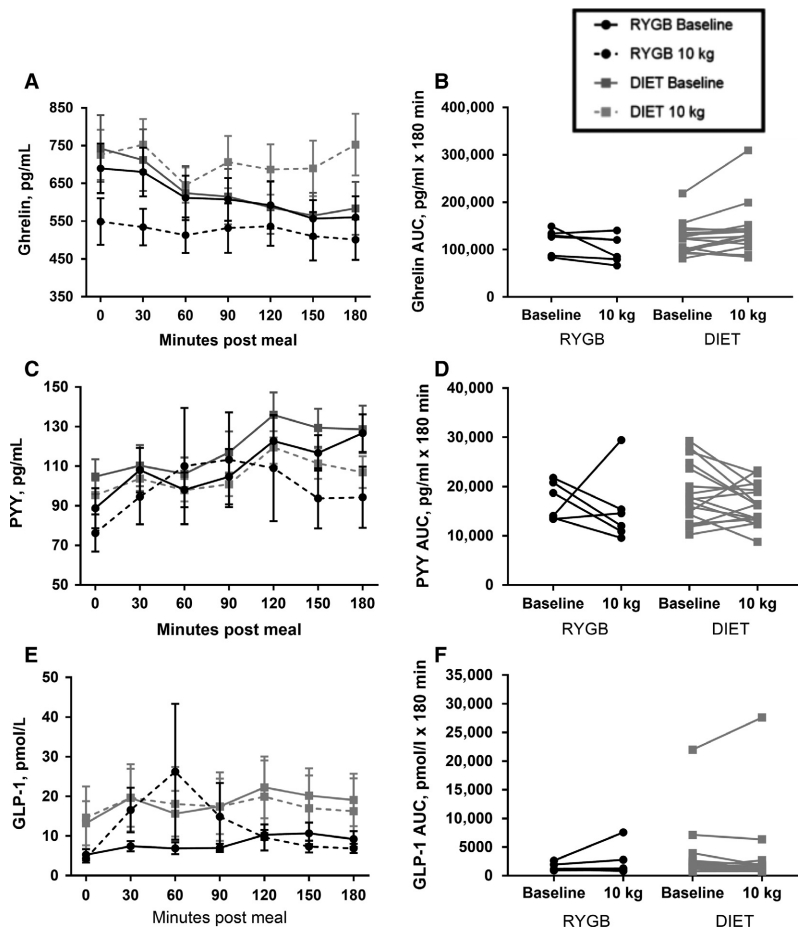 RYGB Baseline
RYGB 10 kg
DIET Baseline
DIET 10 kg
A
850
750
650
550
450
350
Ghrelin, pg/mL
0 30 60 90 120 150 180
Minutes post meal
B
400,000
300,000
200,000
100,000
0
Ghrelin AUC, pg/ml x 180 min
Baseline 10 kg Baseline 10 kg
RYGB DIET
C
150
130
110
90
70
50
PYY, pg/mL
0 30 60 90 120 150 180
Minutes post meal
D
40,000
30,000
20,000
10,000
0
PYY AUC, pg/ml x 180 min
Baseline 10 kg Baseline 10 kg
RYGB DIET
E
50
40
30
20
10
0
GLP-1, pmol/L
0 30 60 90 120 150 180
Minutes post meal
F
35,000
30,000
25,000
20,000
15,000
10,000
5000
0
GLP-1 AUC, pmol/l x 180 min
Baseline 10 kg Baseline 10 kg
RYGB DIET